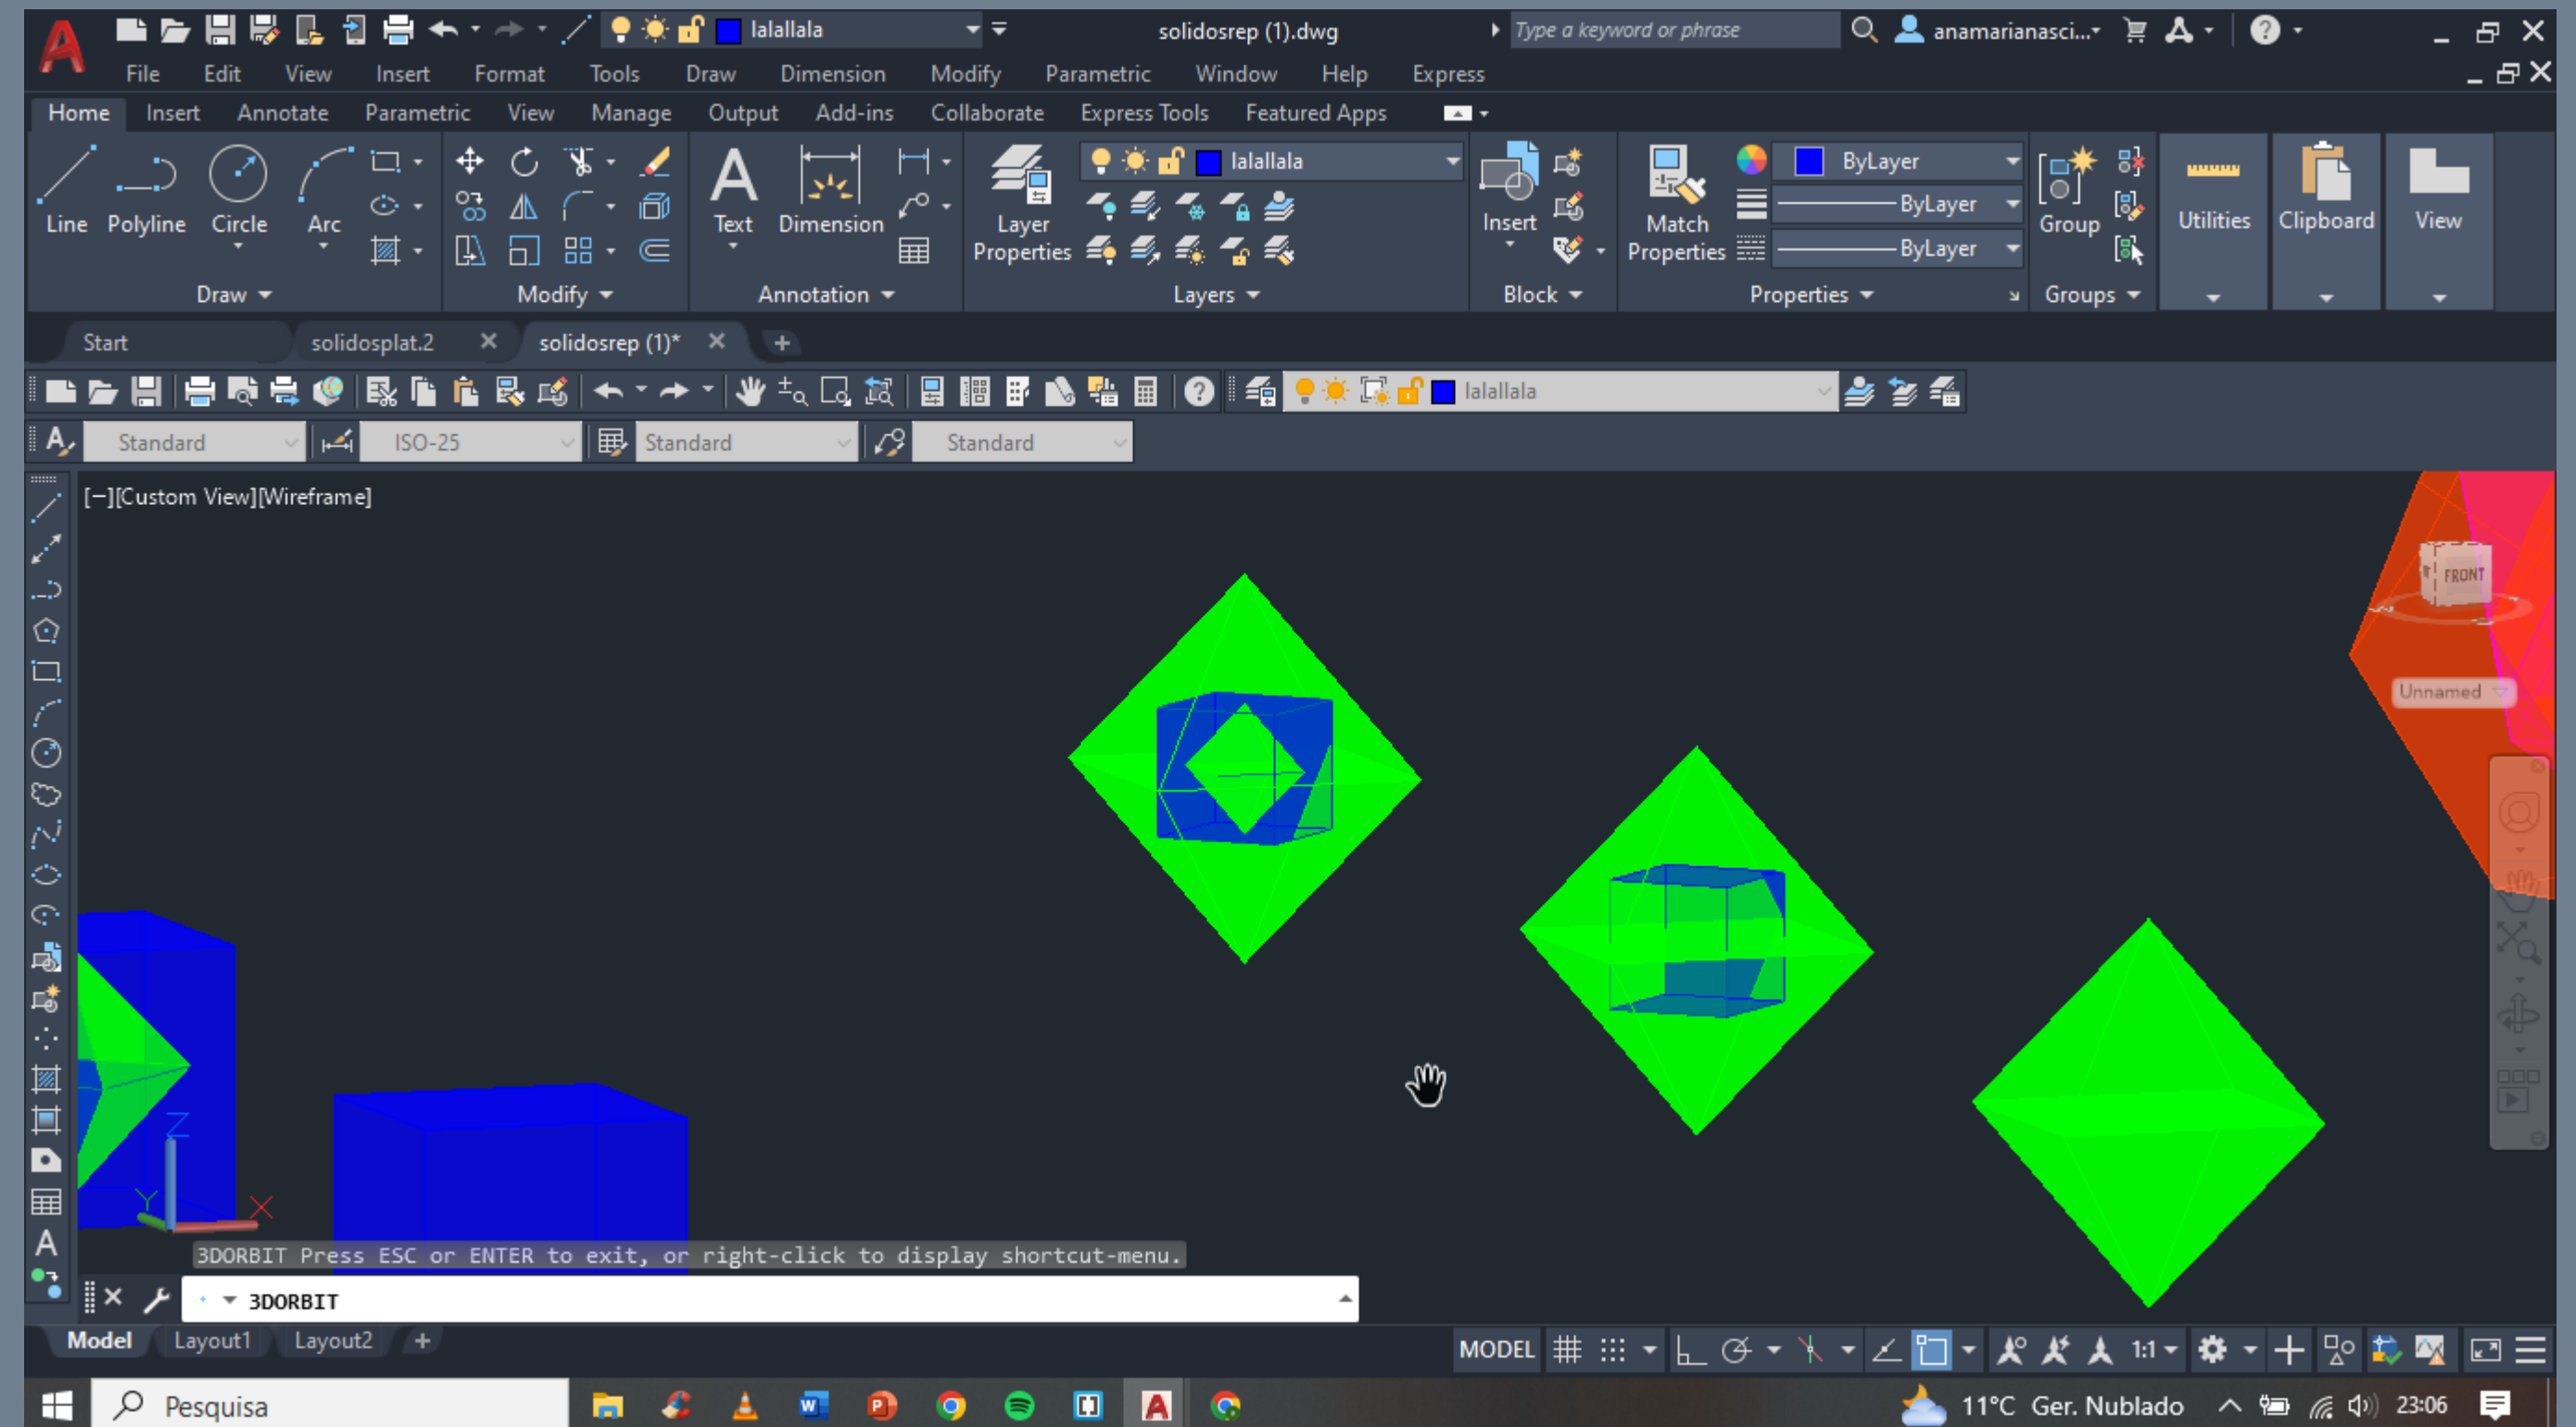 lalallala
solidosrep (1).dwg
Type a keyword or phrase
anamarianasci...
File Edit View Insert Format Tools Draw Dimension Modify Parametric Window Help Express
Home Insert Annotate Parametric View Manage Output Add-ins Collaborate Express Tools Featured Apps
Line Polyline Circle Arc
Draw
Modify
Text Dimension
Annotation
Layer
Properties
lalallala
Layers
Insert
Block
Match
Properties
ByLayer
ByLayer
ByLayer
Properties
Group
Groups
Utilities
Clipboard
View
Start solidosplat.2 solidosrep (1)*
lalallala
Standard ISO-25 Standard Standard
[−][Custom View][Wireframe]
FRONT
Unnamed
Z
Y X
3DORBIT Press ESC or ENTER to exit, or right-click to display shortcut-menu.
3DORBIT
Model Layout1 Layout2 +
MODEL 1:1
Pesquisa
11°C Ger. Nublado 23:06